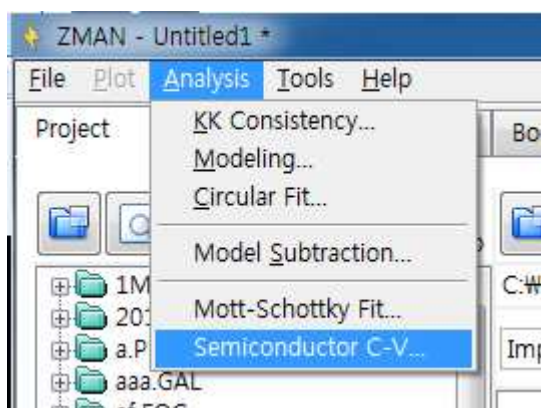 ZMAN - Untitled1 *
File Plot Analysis Tools Help
Project
Bo
KK Consistency...
Modeling...
Circular Fit...
Model Subtraction...
Mott-Schottky Fit...
Semiconductor C-V...
1M
C:₩
201
a.P
Imp
aaa.GAL